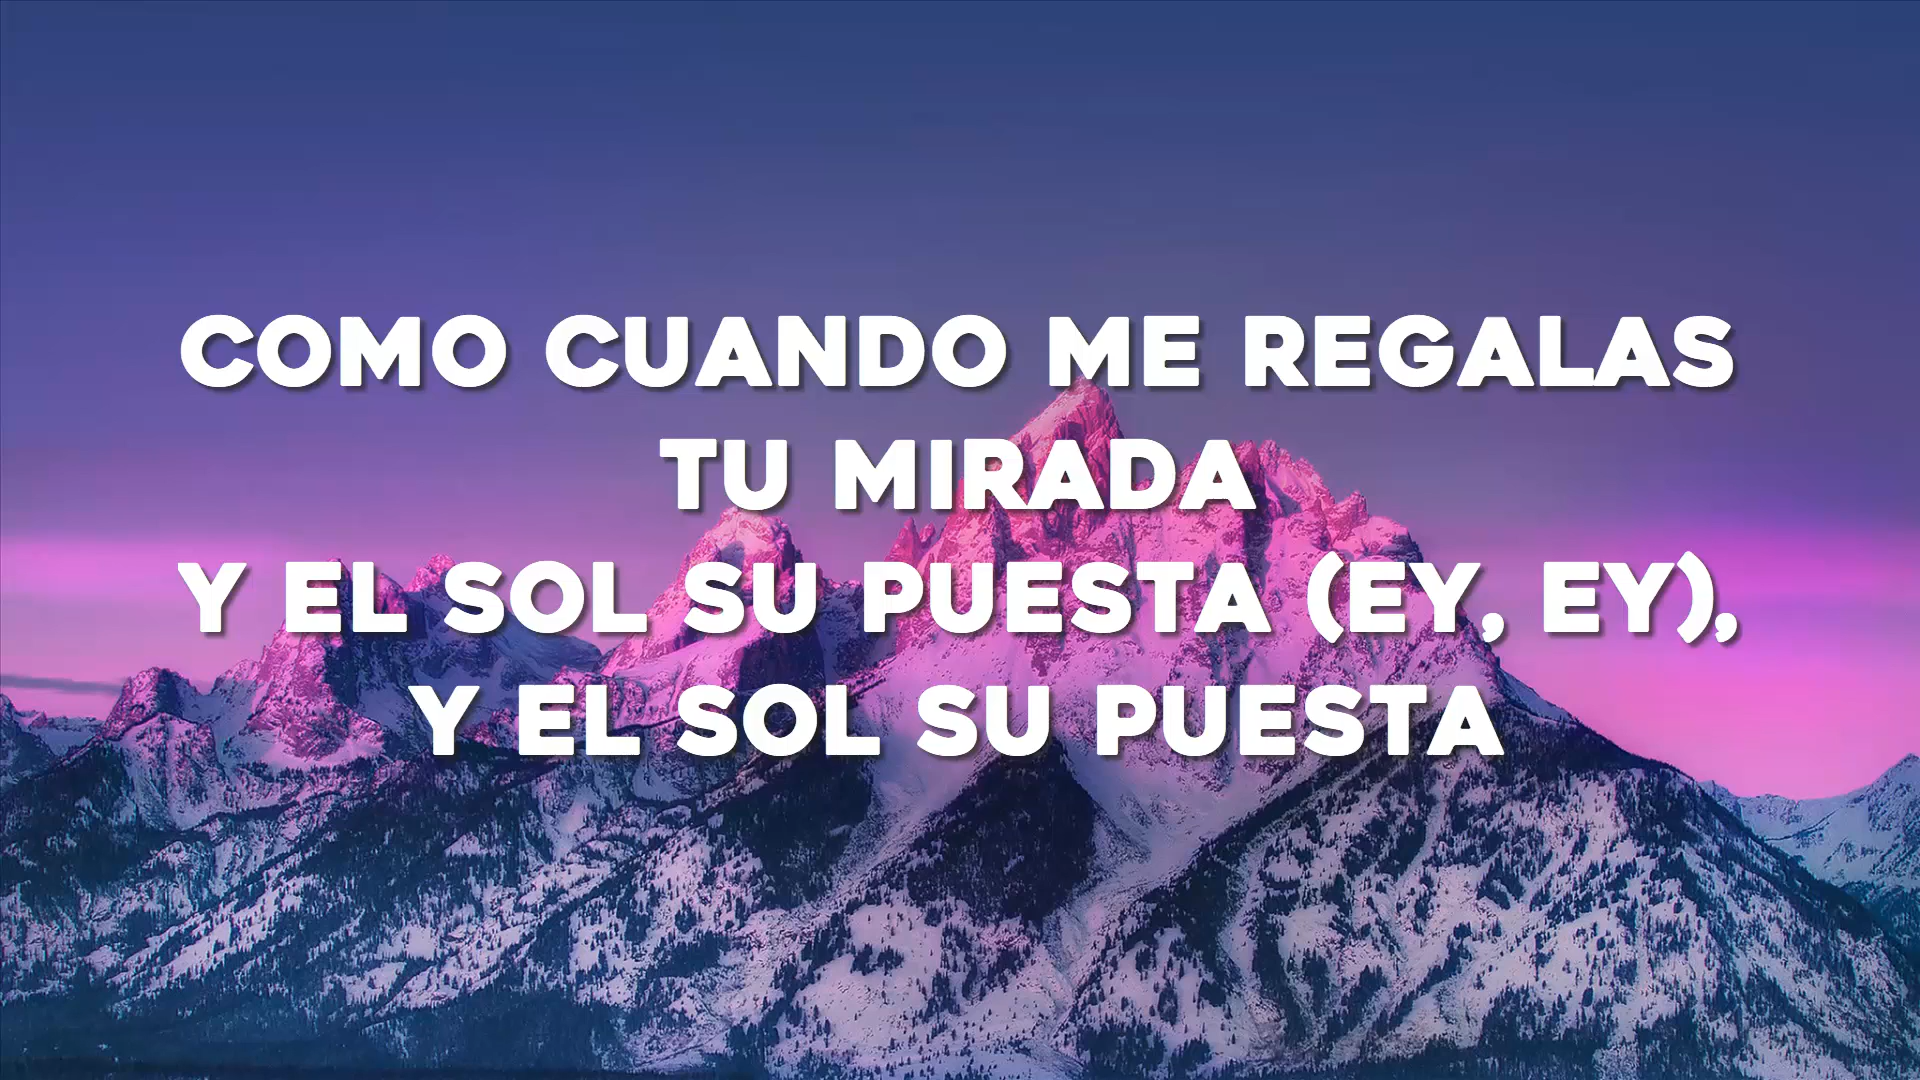 COMO CUANDO ME REGALAS
TU MIRADA
Y EL SOL SU PUESTA (EY, EY),
Y EL SOL SU PUESTA